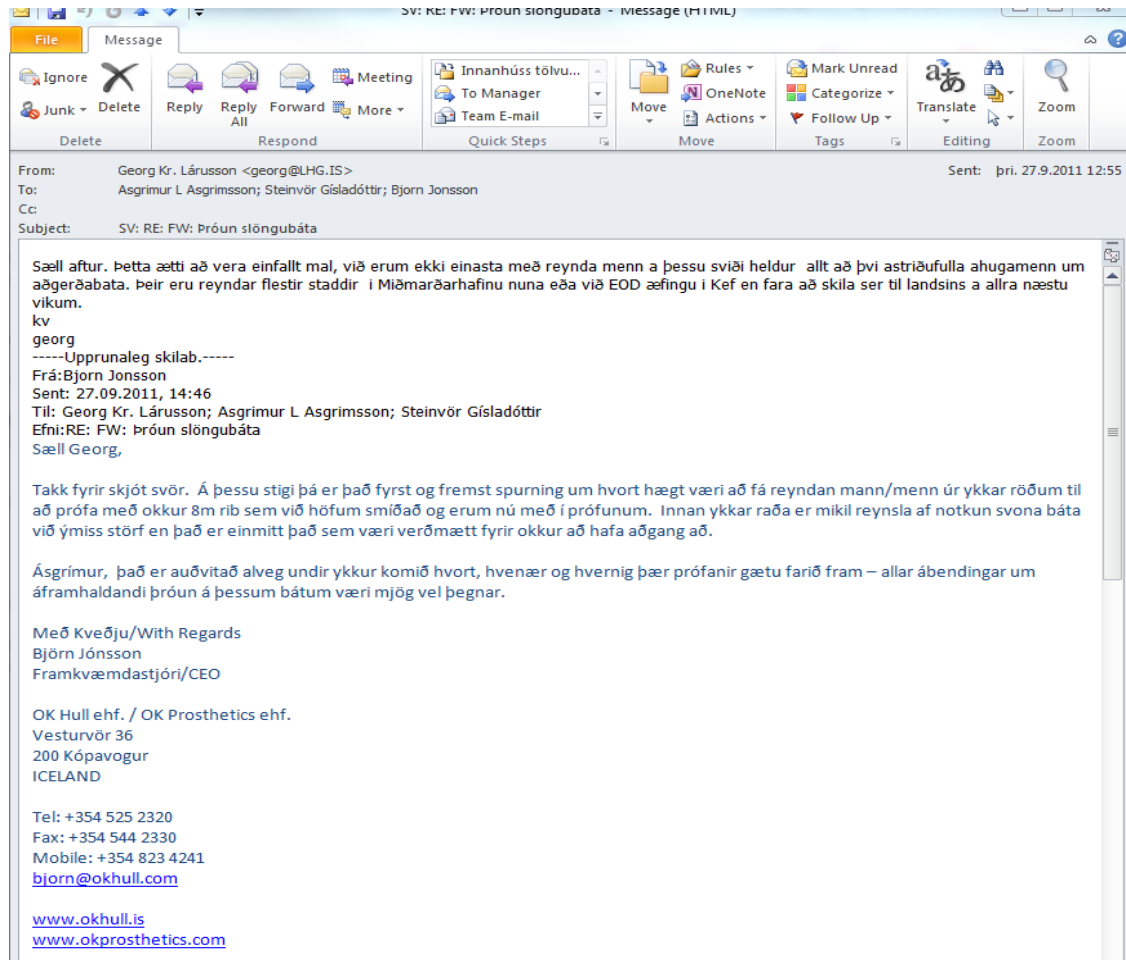 SV: RE: FW: Þróun slöngubáta - Message (HTML)
File Message
Ignore
Junk
Delete
Reply
Reply All
Forward
Meeting
More
Innanhúss tölvu...
To Manager
Team E-mail
Move
Rules
OneNote
Actions
Mark Unread
Categorize
Follow Up
Translate
Zoom
Delete Respond Quick Steps Move Tags Editing Zoom
From: Georg Kr. Lárusson <georg@LHG.IS> Sent: þri. 27.9.2011 12:55
To: Asgrimur L Asgrimsson; Steinvör Gísladóttir; Bjorn Jonsson
Cc:
Subject: SV: RE: FW: Þróun slöngubáta
Sæll aftur. Þetta ætti að vera einfallt mal, við erum ekki einasta með reynda menn a þessu sviði heldur allt að þvi astriðufulla ahugamenn um
aðgerðabata. Þeir eru reyndar flestir staddir i Miðmarðarhafinu nuna eða við EOD æfingu i Kef en fara að skila ser til landsins a allra næstu
vikum.
kv
georg
-----Upprunaleg skilab.-----
Frá:Bjorn Jonsson
Sent: 27.09.2011, 14:46
Til: Georg Kr. Lárusson; Asgrimur L Asgrimsson; Steinvör Gísladóttir
Efni:RE: FW: Þróun slöngubáta
Sæll Georg,
Takk fyrir skjót svör. Á þessu stigi þá er það fyrst og fremst spurning um hvort hægt væri að fá reyndan mann/menn úr ykkar röðum til
að prófa með okkur 8m rib sem við höfum smíðað og erum nú með í prófunum. Innan ykkar raða er mikil reynsla af notkun svona báta
við ýmiss störf en það er einmitt það sem væri verðmætt fyrir okkur að hafa aðgang að.
Ásgrímur, það er auðvitað alveg undir ykkur komið hvort, hvenær og hvernig þær prófanir gætu farið fram – allar ábendingar um
áframhaldandi þróun á þessum bátum væri mjög vel þegnar.
Með Kveðju/With Regards
Björn Jónsson
Framkvæmdastjóri/CEO
OK Hull ehf. / OK Prosthetics ehf.
Vesturvör 36
200 Kópavogur
ICELAND
Tel: +354 525 2320
Fax: +354 544 2330
Mobile: +354 823 4241
bjorn@okhull.com
www.okhull.is
www.okprosthetics.com